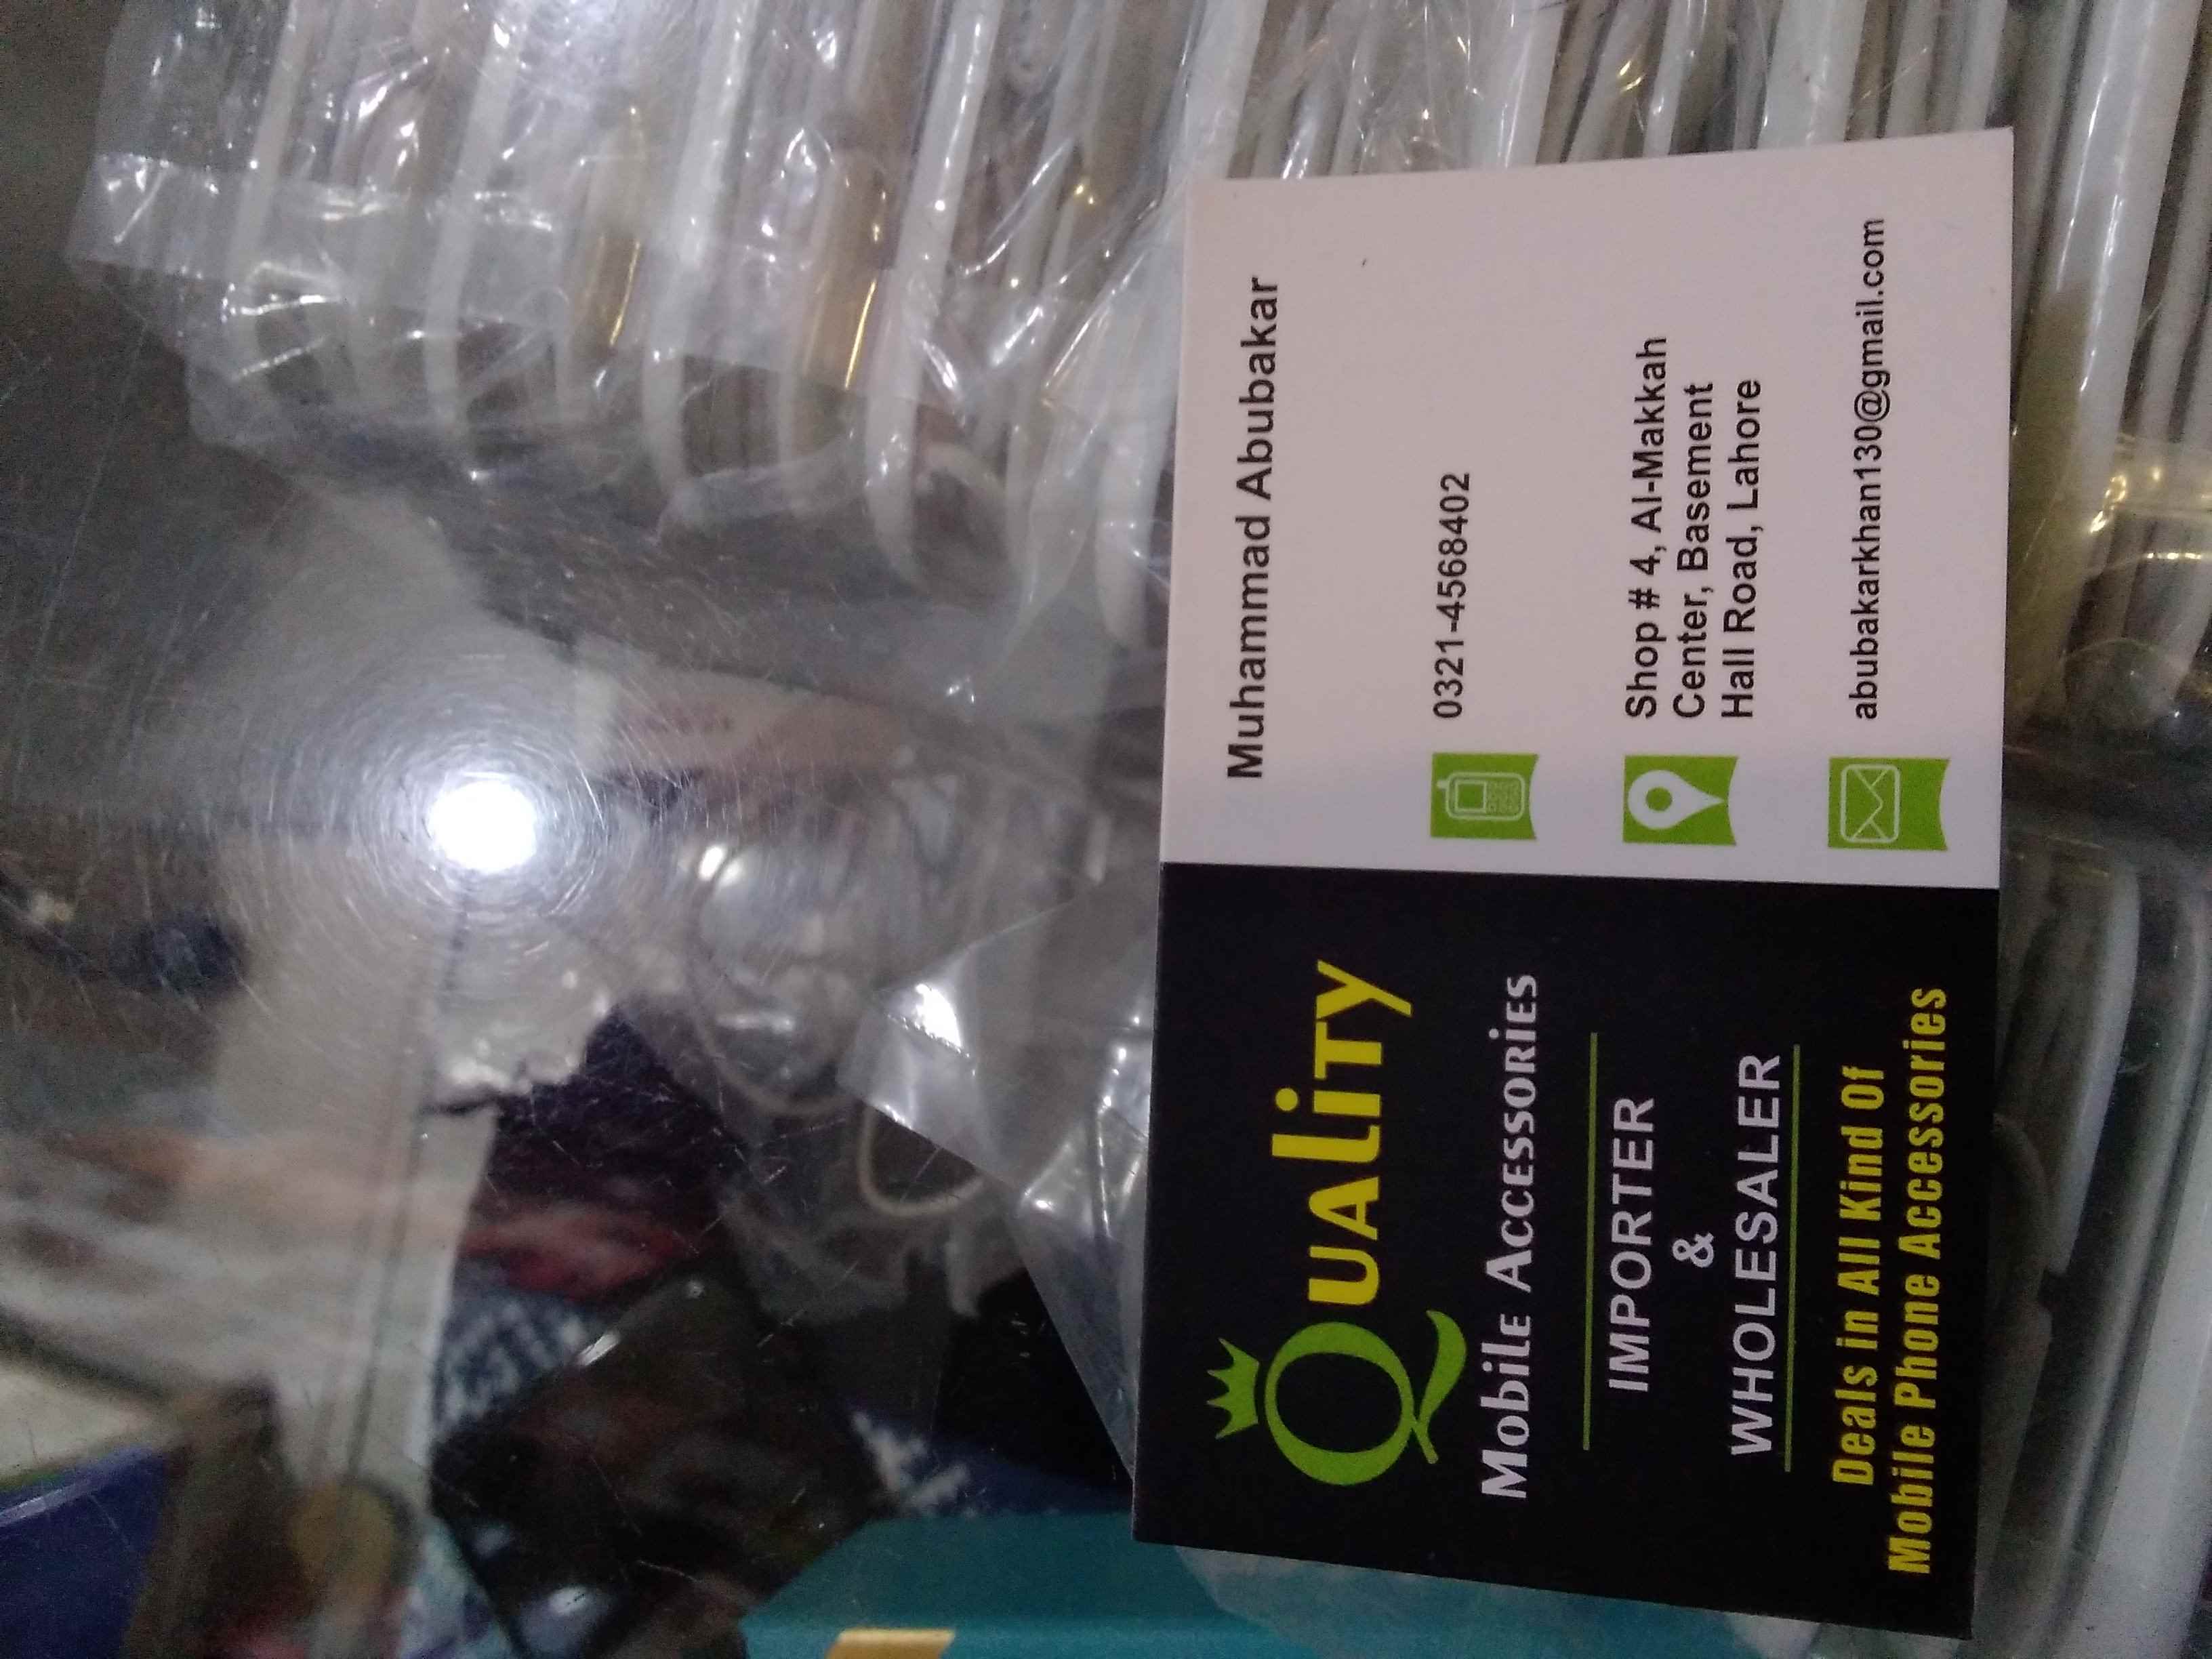 Quality
Mobile Accessories
IMPORTER
&
WHOLESALER
Deals in All Kind Of
Mobile Phone Accessories
Muhammad Abubakar
0321-4568402
Shop # 4, Al-Makkah
Center, Basement
Hall Road, Lahore
abubakarkhan130@gmail.com